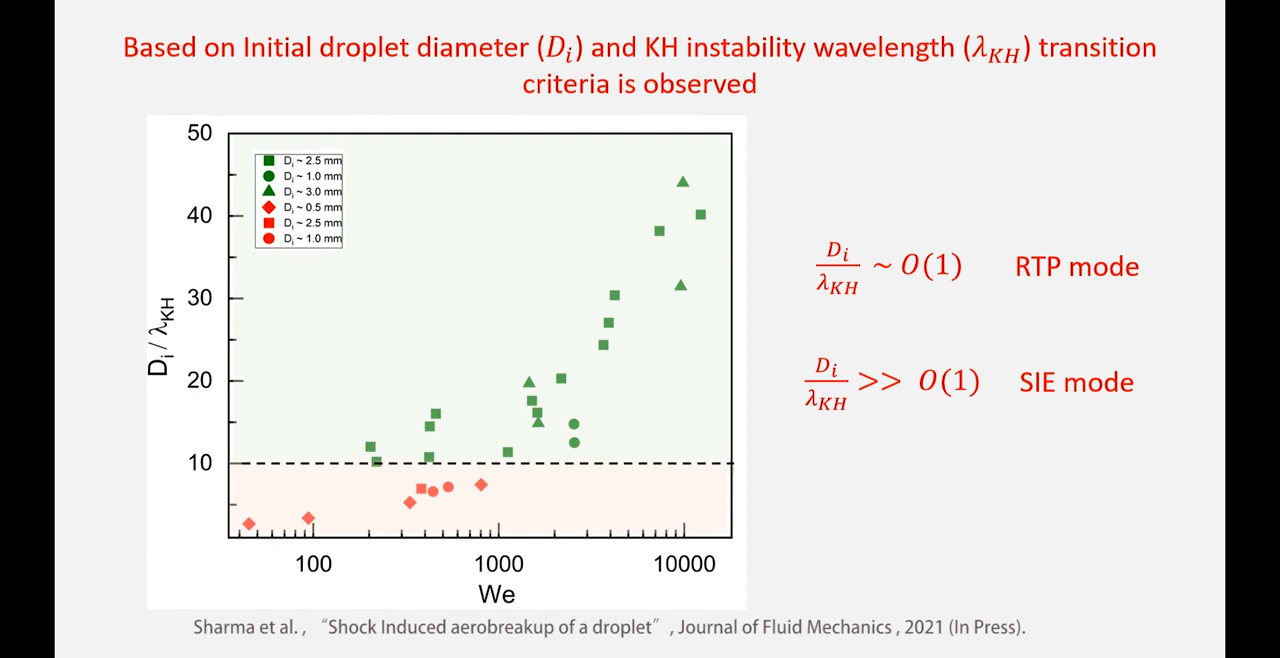 Based on Initial droplet diameter (𝐷ᵢ) and KH instability wavelength (𝜆_KH) transition
criteria is observed
50
40
30
20
10
Dᵢ ~ 2.5 mm
Dᵢ ~ 1.0 mm
Dᵢ ~ 3.0 mm
Dᵢ ~ 0.5 mm
Dᵢ ~ 2.5 mm
Dᵢ ~ 1.0 mm
Dᵢ / λ_KH
100 1000 10000
We
𝐷ᵢ/𝜆_KH ~ 𝑂(1) RTP mode
𝐷ᵢ/𝜆_KH >> 𝑂(1) SIE mode
Sharma et al. , “Shock Induced aerobreakup of a droplet” , Journal of Fluid Mechanics , 2021 (In Press).